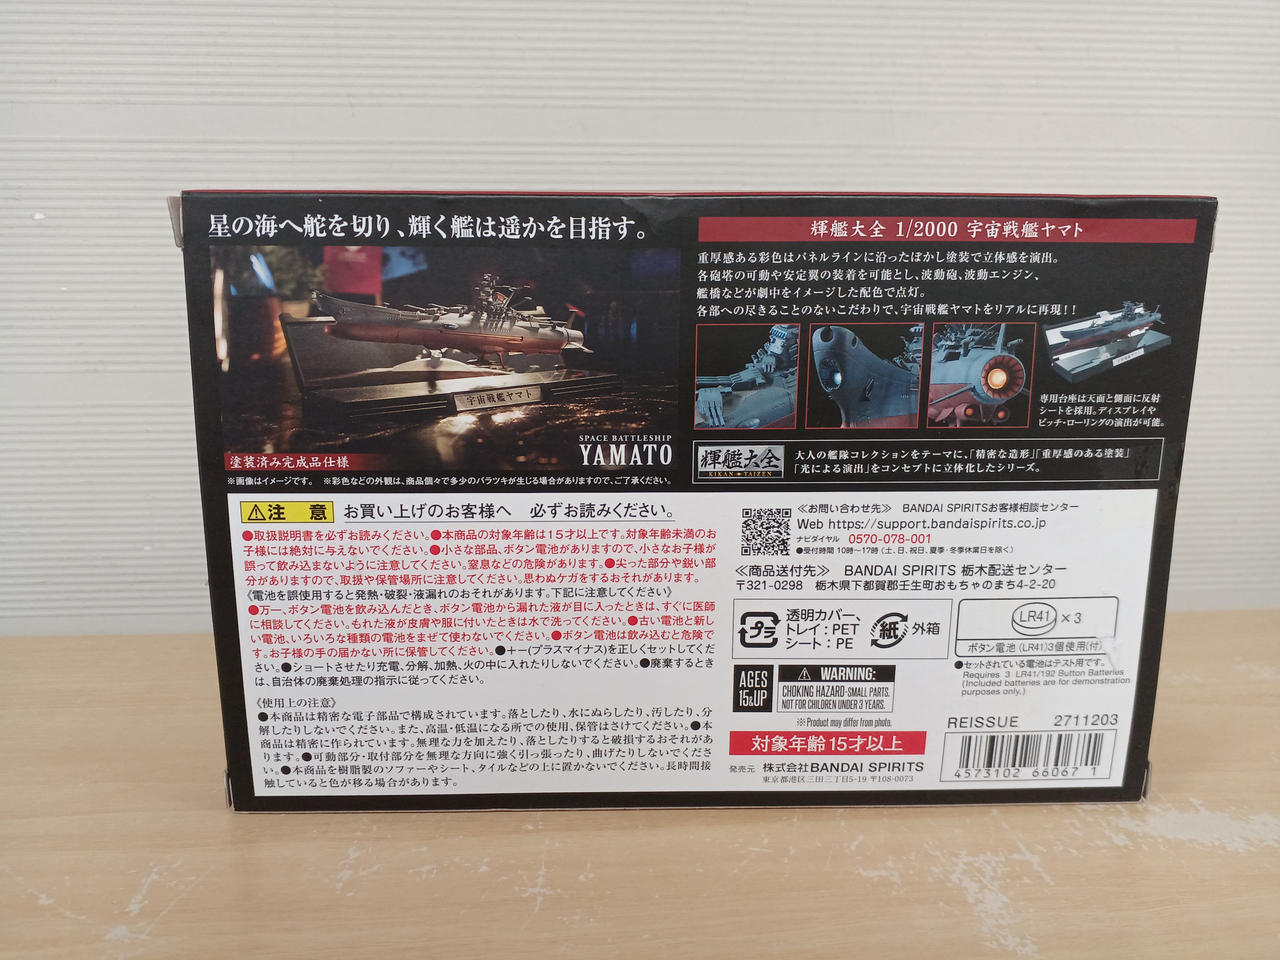 星の海へ舵を切り、輝く艦は遥かを目指す。
宇宙戦艦ヤマト
SPACE BATTLESHIP
YAMATO
塗装済み完成品仕様
※画像はイメージです。 ※彩色などの外観は、商品個々で多少のバラツキが生じる場合がありますので、ご了承ください。
輝艦大全 1/2000 宇宙戦艦ヤマト
重厚感ある彩色はパネルラインに沿ったぼかし塗装で立体感を演出。
各砲塔の可動や安定翼の装着を可能とし、波動砲、波動エンジン、
艦橋などが劇中をイメージした配色で点灯。
各部への尽きることのないこだわりで、宇宙戦艦ヤマトをリアルに再現!!
専用台座は天面と側面に反射
シートを採用。ディスプレイや
ピッチ・ローリングの演出が可能。
輝艦大全
KIKAN TAIZEN
大人の艦隊コレクションをテーマに、「精密な造形」「重厚感のある塗装」
「光による演出」をコンセプトに立体化したシリーズ。
⚠注 意 お買い上げのお客様へ 必ずお読みください。
●取扱説明書を必ずお読みください。●本商品の対象年齢は15才以上です。対象年齢未満のお
子様には絶対に与えないでください。●小さな部品、ボタン電池がありますので、小さなお子様が
誤って飲み込まないように注意してください。窒息などの危険があります。●尖った部分や鋭い部
分がありますので、取扱や保管場所に注意してください。思わぬケガをするおそれがあります。
《電池を誤使用すると発熱・破裂・液漏れのおそれがあります。下記に注意してください》
●万一、ボタン電池を飲み込んだとき、ボタン電池から漏れた液が目に入ったときは、すぐに医師
に相談してください。もれた液が皮膚や服に付いたときは水で洗ってください。●古い電池と新し
い電池、いろいろな種類の電池をまぜて使わないでください。●ボタン電池は飲み込むと危険で
す。お子様の手の届かない所に保管してください。●+ー(プラスマイナス)を正しくセットしてくだ
さい。●ショートさせたり充電、分解、加熱、火の中に入れたりしないでください。●廃棄するとき
は、自治体の廃棄処理の指示に従ってください。
《使用上の注意》
●本商品は精密な電子部品で構成されています。落としたり、水にぬらしたり、汚したり、分
解したりしないでください。また、高温・低温になる所での使用、保管はさけてください。●本
商品は精密に作られています。無理な力を加えたり、落としたりすると破損するおそれがあ
ります。●可動部分・取付部分を無理な方向に強く引っ張ったり、曲げたりしないでくださ
い。●本商品を樹脂製のソファーやシート、タイルなどの上に置かないでください。長時間接
触していると色が移る場合があります。
≪お問い合わせ先≫ BANDAI SPIRITSお客様相談センター
Web https://support.bandaispirits.co.jp
ナビダイヤル 0570-078-001
●受付時間 10時〜17時(土、日、祝日、夏季・冬季休業日を除く)
≪商品送付先≫ BANDAI SPIRITS 栃木配送センター
〒321-0298 栃木県下都賀郡壬生町おもちゃのまち4-2-20
プラ
透明カバー、
トレイ:PET
シート:PE
紙
外箱
LR41 ×3
ボタン電池(LR41)3個使用(付)
●セットされている電池はテスト用です。
Requires 3 LR41/192 Button Batteries
(Included batteries are for demonstration
purposes only.)
AGES
15&UP
⚠ WARNING:
CHOKING HAZARD-SMALL PARTS.
NOT FOR CHILDREN UNDER 3 YEARS.
※Product may differ from photo.
対象年齢15才以上
発売元 株式会社BANDAI SPIRITS
東京都港区三田三丁目5-19 〒108-0073
REISSUE 2711203
4573102 66067 1